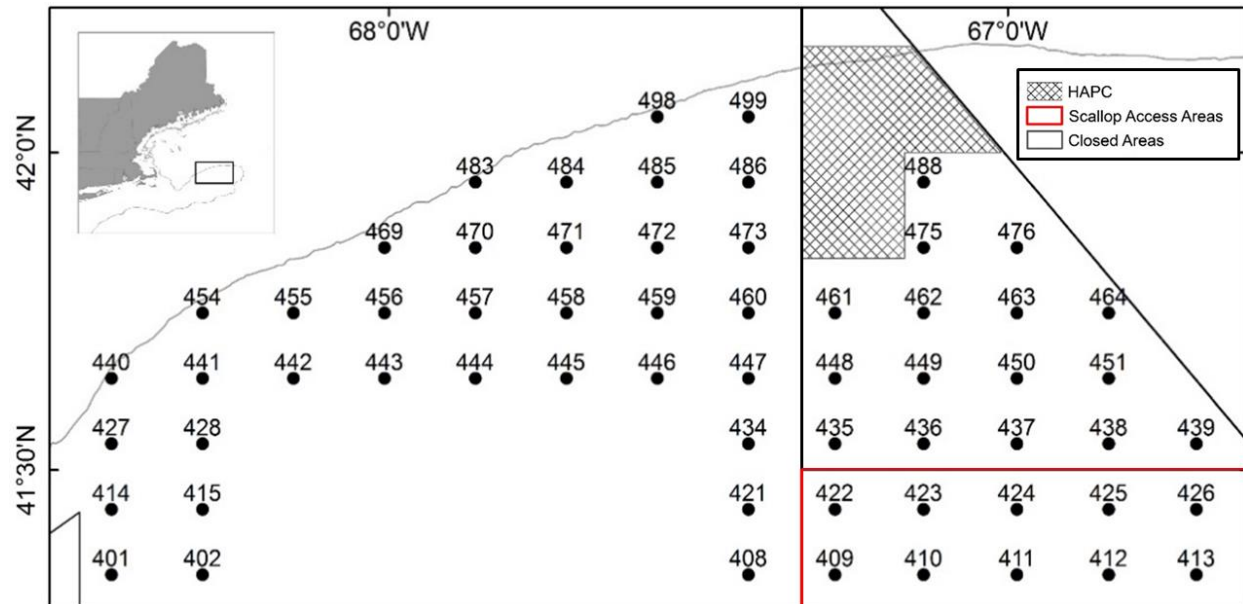 68°0'W 67°0'W
HAPC
Scallop Access Areas
Closed Areas
498 499
42°0'N
483 484 485 486 488
469 470 471 472 473 475 476
454 455 456 457 458 459 460 461 462 463 464
440 441 442 443 444 445 446 447 448 449 450 451
427 428 434 435 436 437 438 439
41°30'N
414 415 421 422 423 424 425 426
401 402 408 409 410 411 412 413